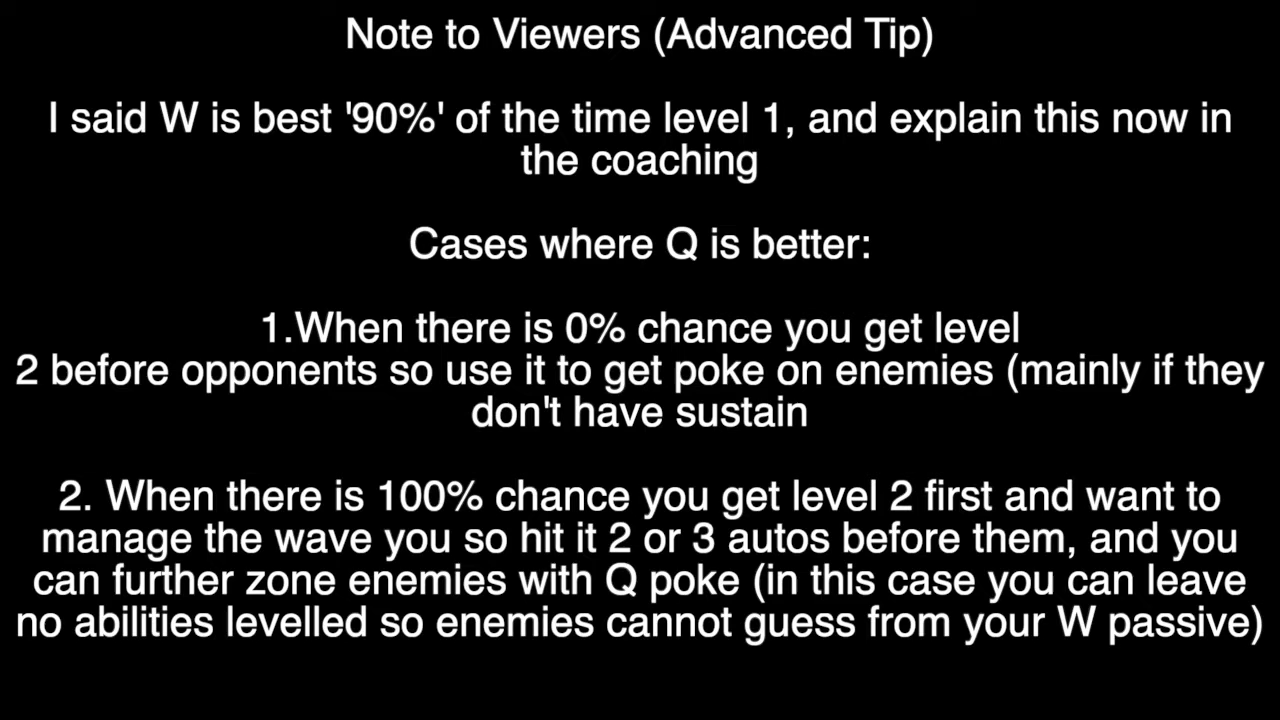 Note to Viewers (Advanced Tip)
I said W is best '90%' of the time level 1, and explain this now in
the coaching
Cases where Q is better:
1.When there is 0% chance you get level
2 before opponents so use it to get poke on enemies (mainly if they
don't have sustain
2. When there is 100% chance you get level 2 first and want to
manage the wave you so hit it 2 or 3 autos before them, and you
can further zone enemies with Q poke (in this case you can leave
no abilities levelled so enemies cannot guess from your W passive)